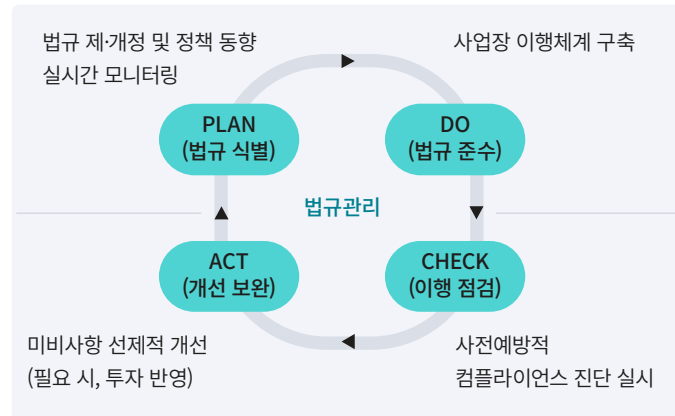 법규 제·개정 및 정책 동향
실시간 모니터링
사업장 이행체계 구축
PLAN
(법규 식별)
DO
(법규 준수)
법규관리
ACT
(개선 보완)
CHECK
(이행 점검)
미비사항 선제적 개선
(필요 시, 투자 반영)
사전예방적
컴플라이언스 진단 실시